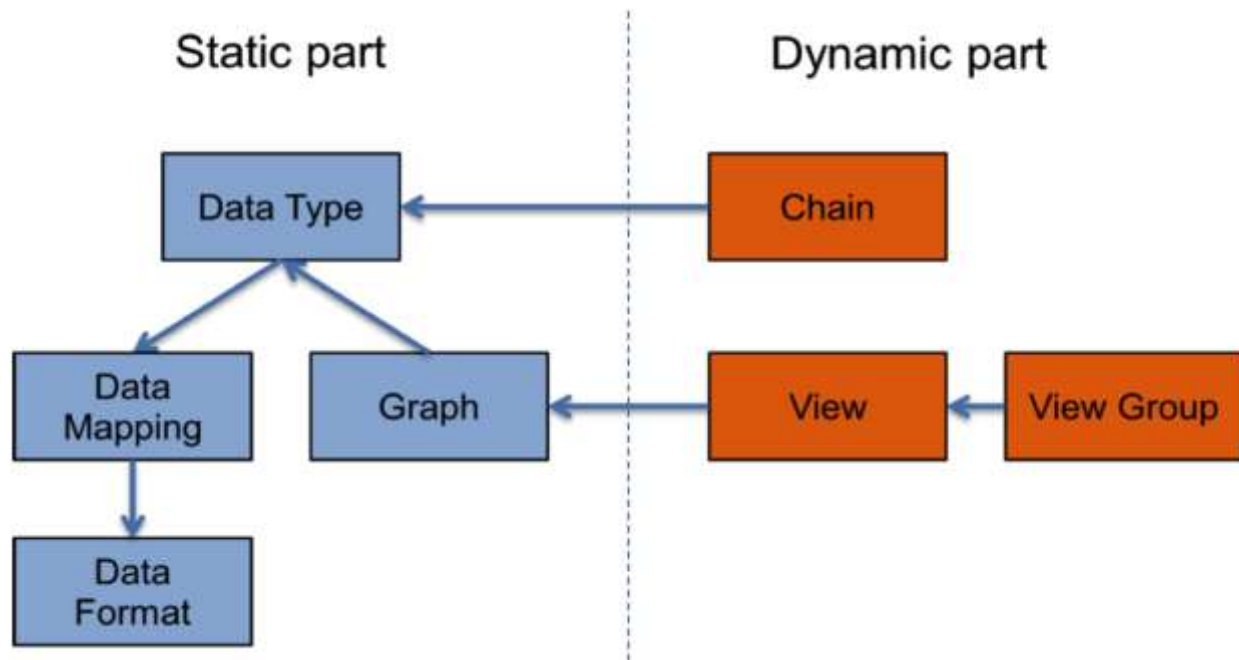 Static part
Dynamic part
Data Type
Chain
Data
Mapping
Graph
View
View Group
Data
Format